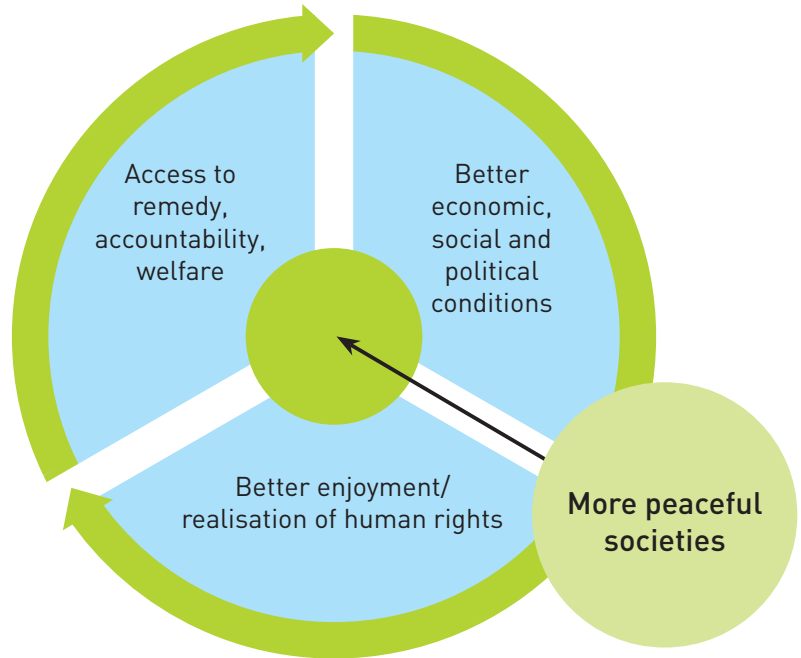 Access to
remedy,
accountability,
welfare
Better
economic,
social and
political
conditions
Better enjoyment/
realisation of human rights
More peaceful
societies